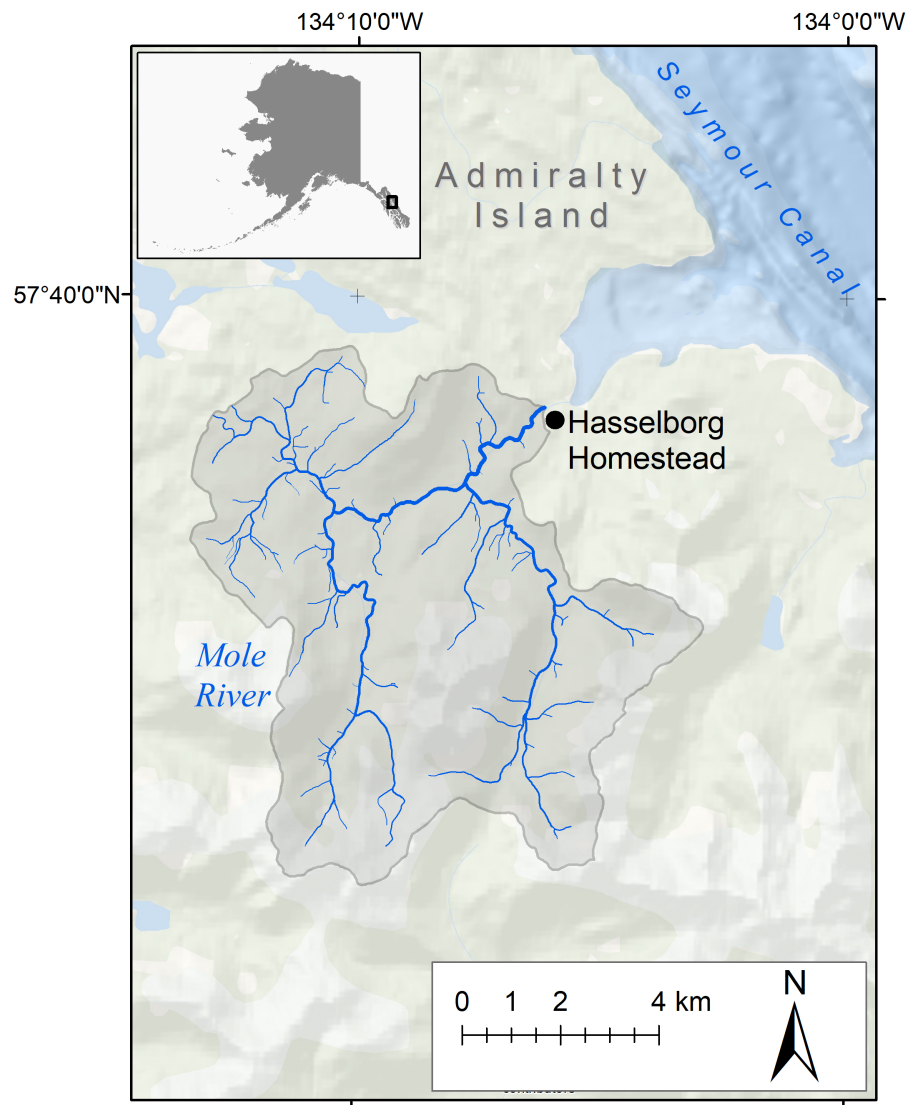 134°10'0"W 134°0'0"W
Seymour Canal
Admiralty
Island
57°40'0"N
Hasselborg
Homestead
Mole
River
N
0 1 2 4 km